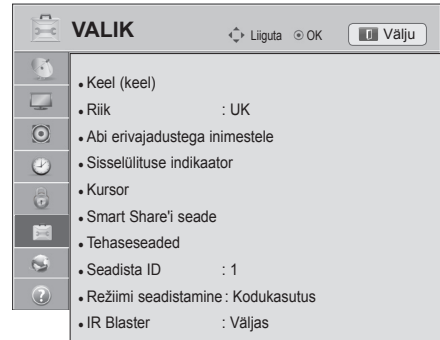 VALIK
Liiguta
OK
Välju
• Keel (keel)
• Riik : UK
• Abi erivajadustega inimestele
• Sisselülituse indikaator
• Kursor
• Smart Share'i seade
• Tehaseseaded
• Seadista ID : 1
• Režiimi seadistamine : Kodukasutus
• IR Blaster : Väljas